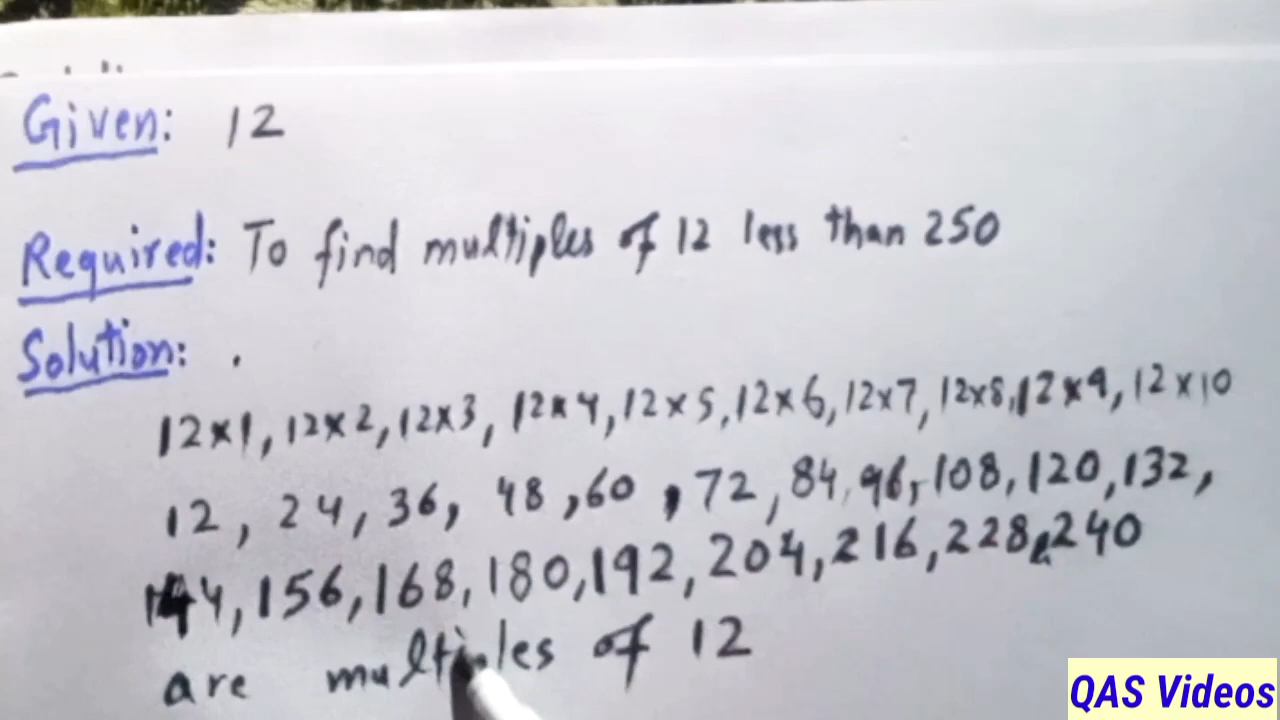 Given: 12
Required: To find multiples of 12 less than 250
Solution: .
12×1, 12×2, 12×3, 12×4, 12×5, 12×6, 12×7, 12×8, 12×9, 12×10
12, 24, 36, 48, 60, 72, 84, 96, 108, 120, 132,
144, 156, 168, 180, 192, 204, 216, 228, 240
are multiples of 12
QAS Videos